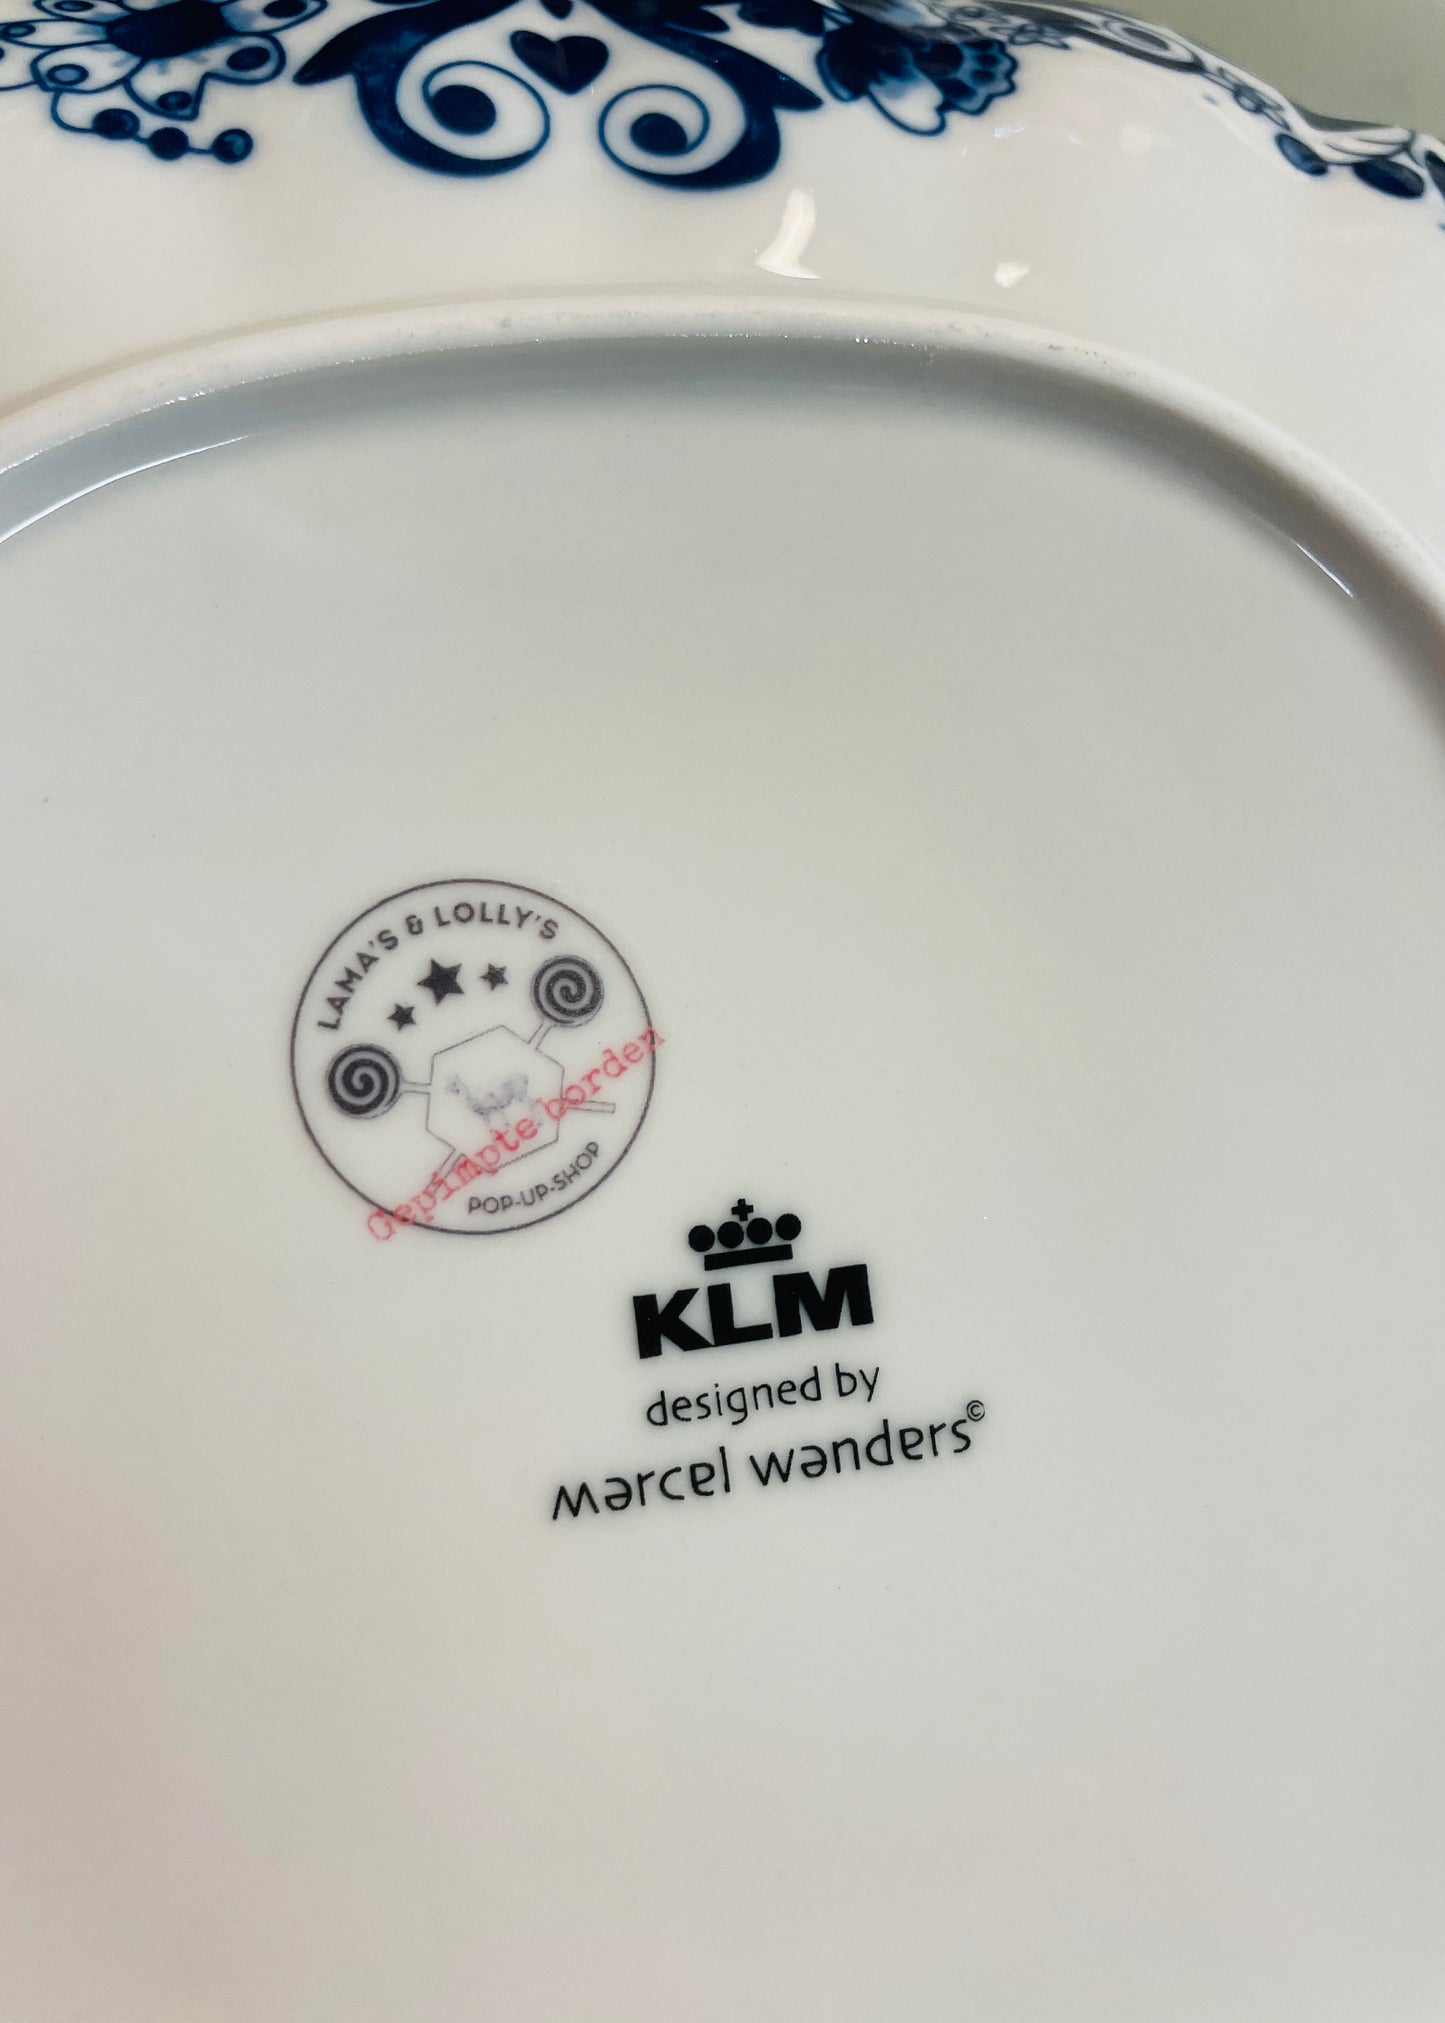 LAMA'S & LOLLY'S
Gepimpte borden
POP-UP-SHOP
KLM
designed by
marcel wanders©